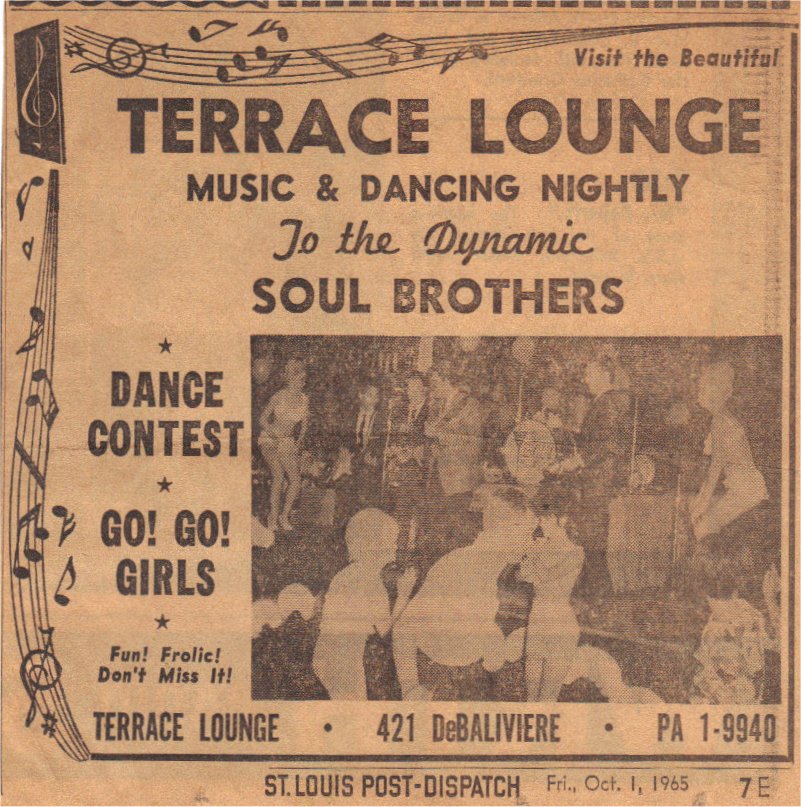 Visit the Beautiful
TERRACE LOUNGE
MUSIC & DANCING NIGHTLY
To the Dynamic
SOUL BROTHERS
★
DANCE
CONTEST
★
GO! GO!
GIRLS
★
Fun! Frolic!
Don't Miss It!
TERRACE LOUNGE • 421 DeBALIVIERE • PA 1-9940
ST. LOUIS POST-DISPATCH Fri., Oct. 1, 1965 7E